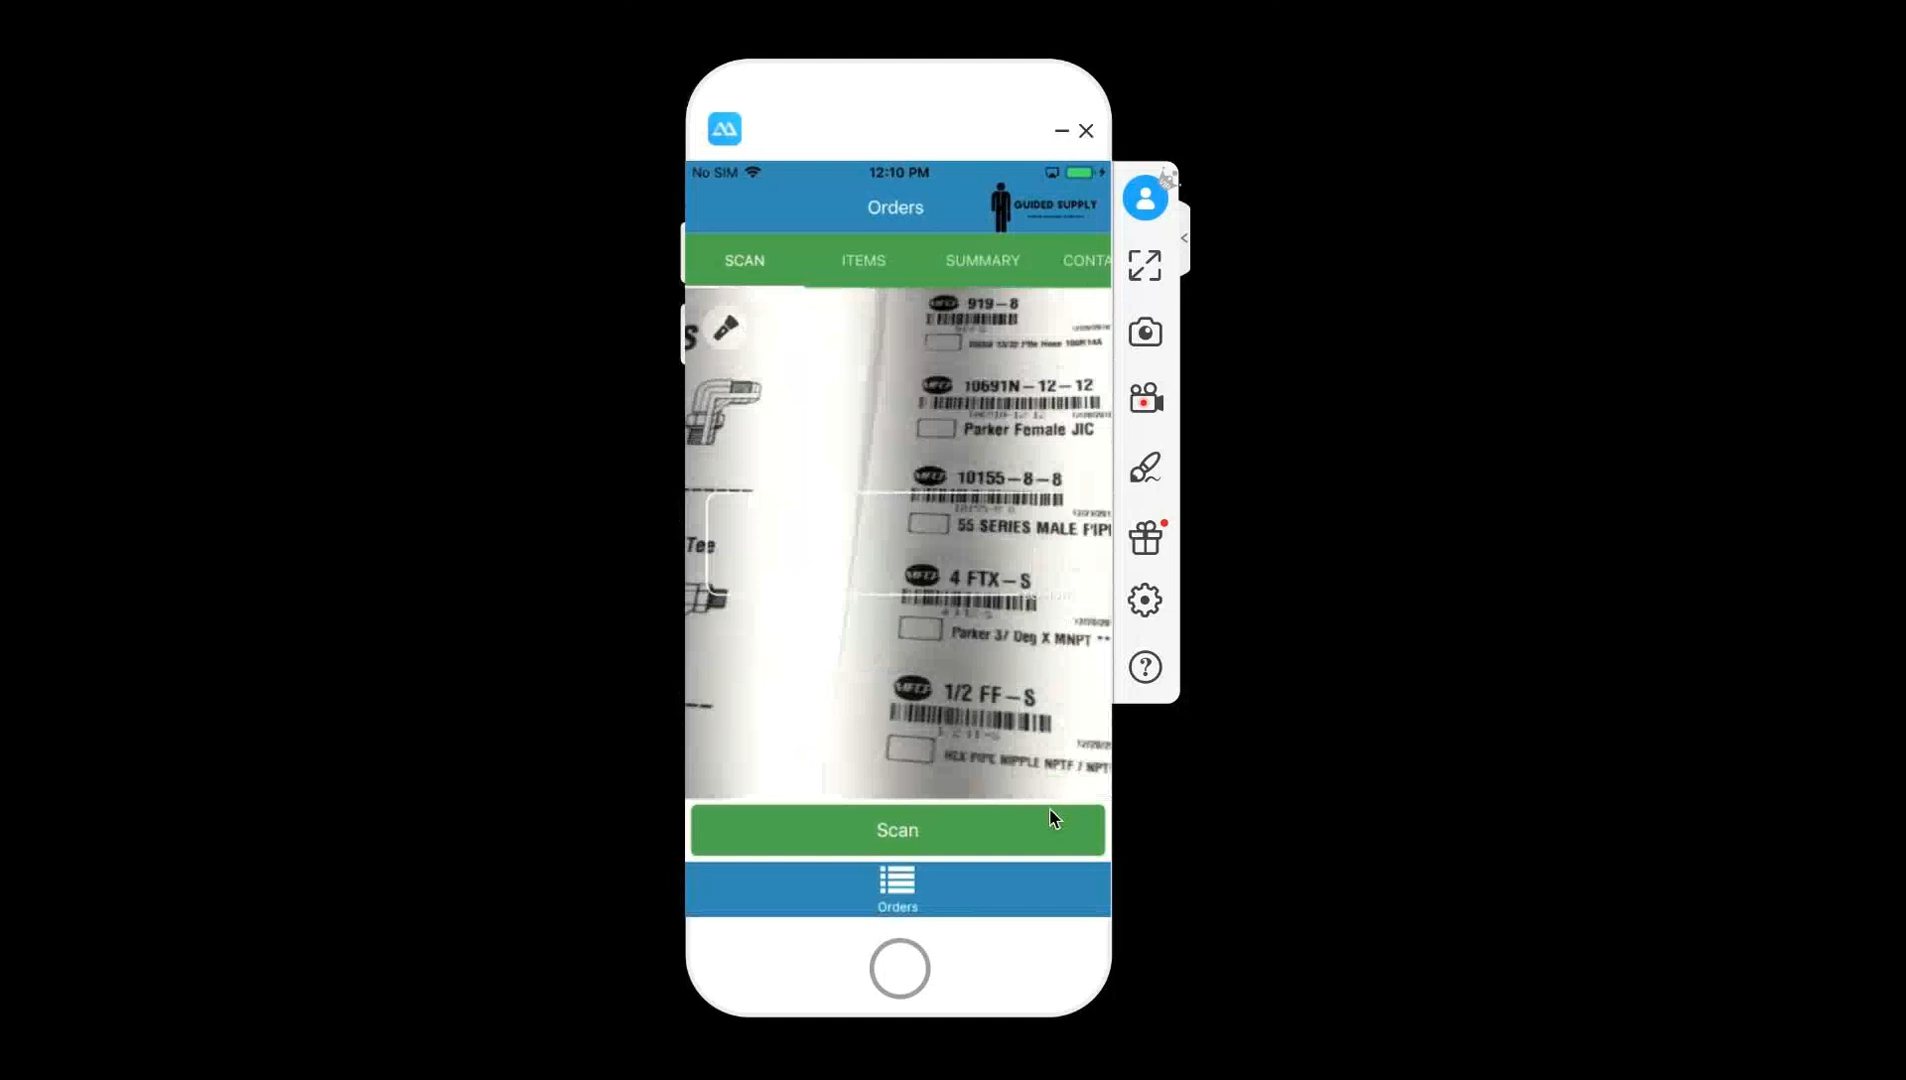 No SIM
12:10 PM
Orders
GUIDED SUPPLY
SCAN
ITEMS
SUMMARY
CONTA
S
919-8
10691N-12-12
Parker Female JIC
10155-8-8
55 SERIES MALE PIP
Tee
4 FTX-S
Parker 37 Deg X MNPT **
1/2 FF-S
HEX PIPE NIPPLE NPTF / NPT
Scan
Orders